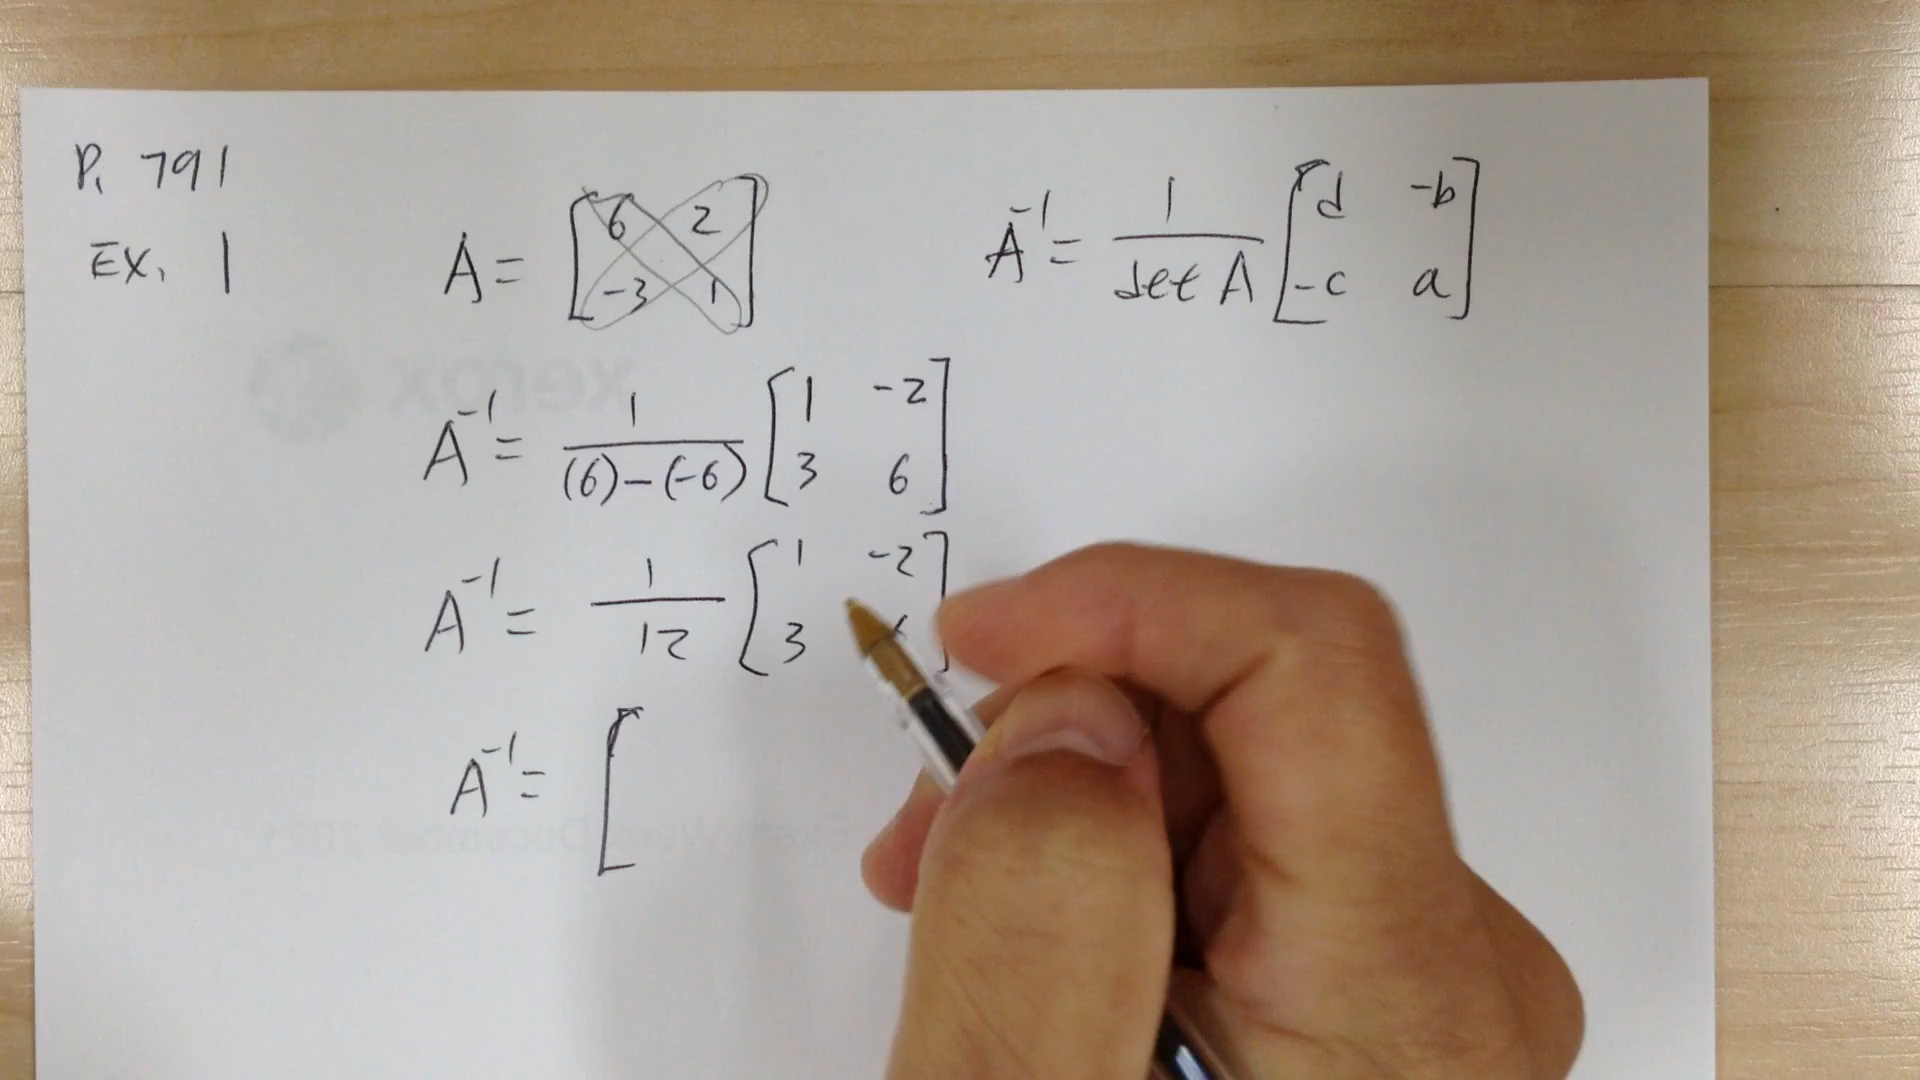 P. 791
Ex. 1
A = [6 2; -3 1]
A^-1 = 1/det A [d -b; -c a]
A^-1 = 1/((6)-(-6)) [1 -2; 3 6]
A^-1 = 1/12 [1 -2; 3
A^-1 = [
xerox